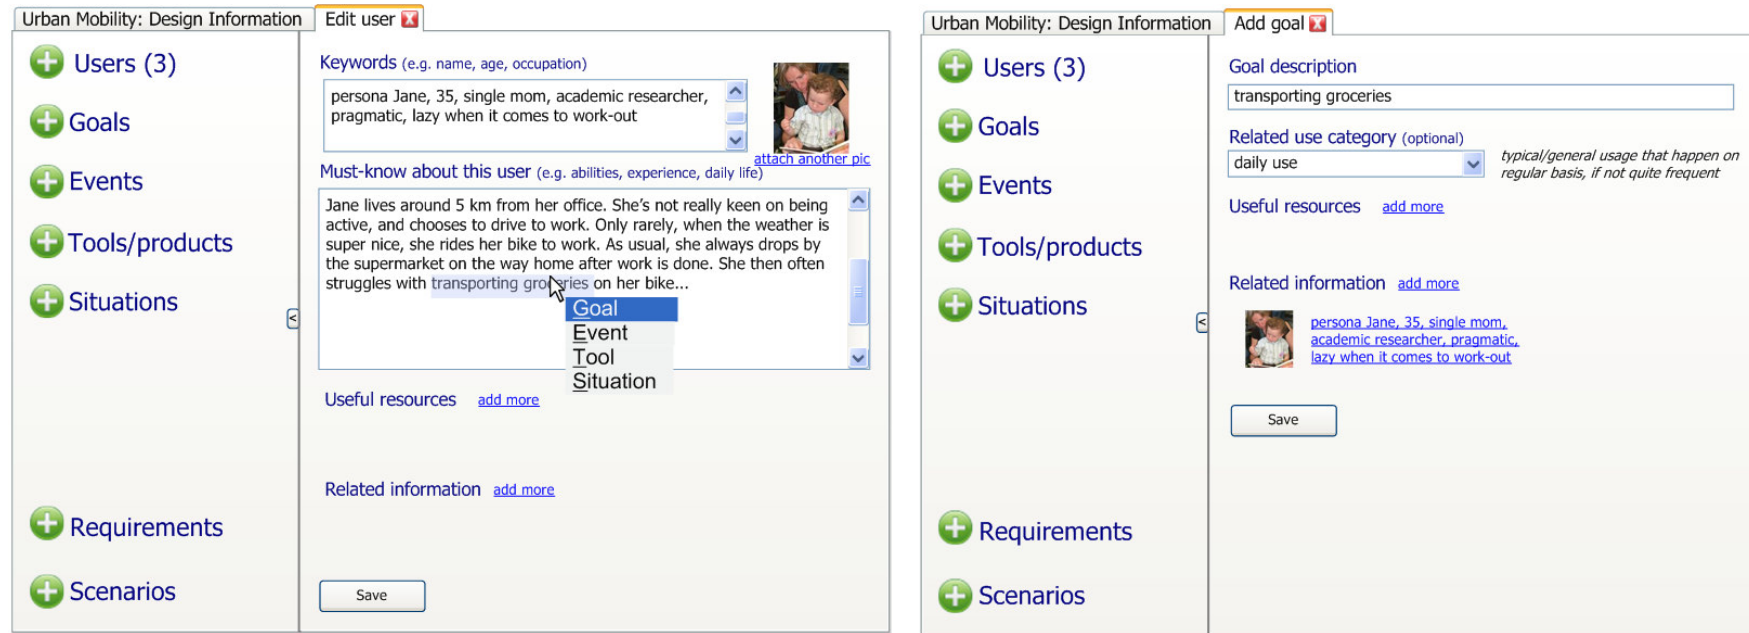 Urban Mobility: Design Information
Edit user
Users (3)
Goals
Events
Tools/products
Situations
<
Requirements
Scenarios
Keywords (e.g. name, age, occupation)
persona Jane, 35, single mom, academic researcher,
pragmatic, lazy when it comes to work-out
attach another pic
Must-know about this user (e.g. abilities, experience, daily life)
Jane lives around 5 km from her office. She's not really keen on being
active, and chooses to drive to work. Only rarely, when the weather is
super nice, she rides her bike to work. As usual, she always drops by
the supermarket on the way home after work is done. She then often
struggles with transporting groceries on her bike...
Goal
Event
Tool
Situation
Useful resources add more
Related information add more
Save
Urban Mobility: Design Information
Add goal
Users (3)
Goals
Events
Tools/products
Situations
<
Requirements
Scenarios
Goal description
transporting groceries
Related use category (optional)
daily use
typical/general usage that happen on
regular basis, if not quite frequent
Useful resources add more
Related information add more
persona Jane, 35, single mom,
academic researcher, pragmatic,
lazy when it comes to work-out
Save